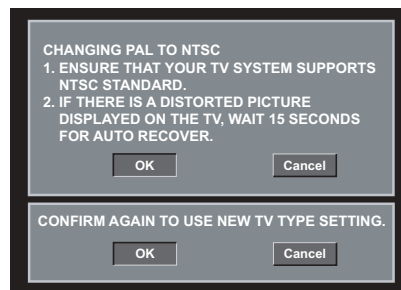 CHANGING PAL TO NTSC
1. ENSURE THAT YOUR TV SYSTEM SUPPORTS
NTSC STANDARD.
2. IF THERE IS A DISTORTED PICTURE
DISPLAYED ON THE TV, WAIT 15 SECONDS
FOR AUTO RECOVER.
OK Cancel
CONFIRM AGAIN TO USE NEW TV TYPE SETTING.
OK Cancel